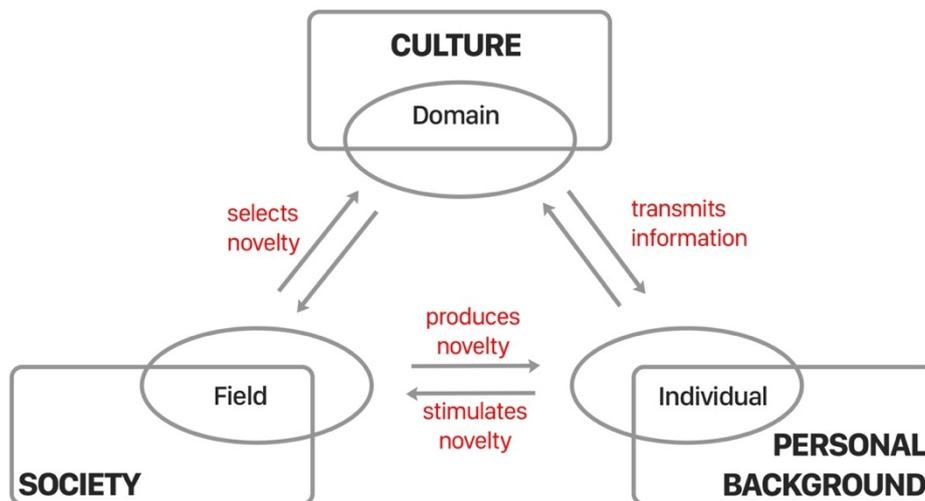 CULTURE
Domain
selects
novelty
transmits
information
produces
novelty
stimulates
novelty
Field
SOCIETY
Individual
PERSONAL
BACKGROUND